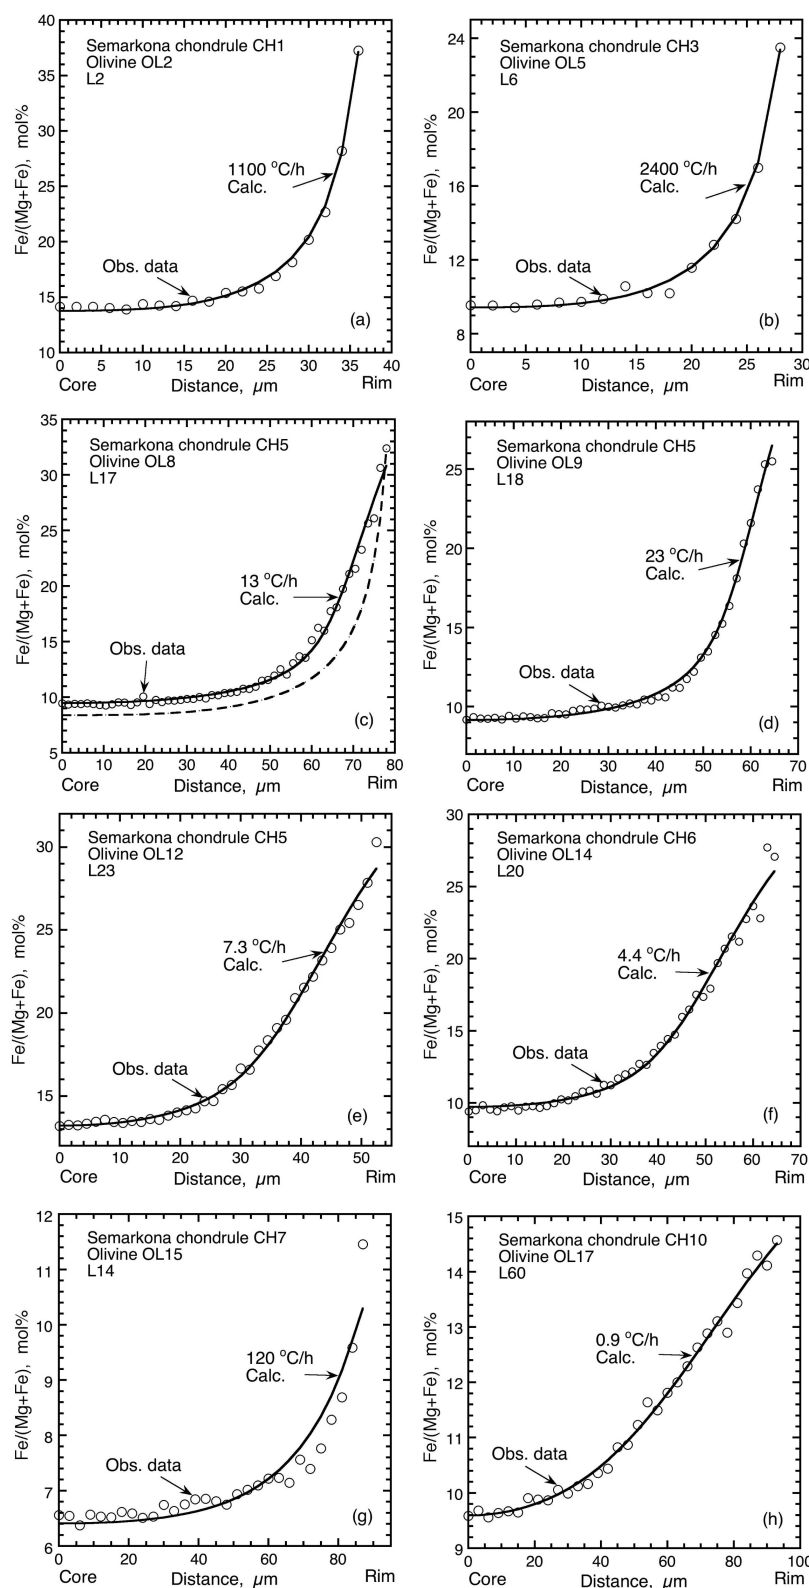 Semarkona chondrule CH1
Olivine OL2
L2
1100 °C/h
Calc.
Obs. data
(a)
Fe/(Mg+Fe), mol%
40
35
30
25
20
15
10
0 5 10 15 20 25 30 35 40
Core Distance, μm Rim
Semarkona chondrule CH3
Olivine OL5
L6
2400 °C/h
Calc.
Obs. data
(b)
Fe/(Mg+Fe), mol%
24
20
16
12
8
0 5 10 15 20 25 30
Core Distance, μm Rim
Semarkona chondrule CH5
Olivine OL8
L17
13 °C/h
Calc.
Obs. data
(c)
Fe/(Mg+Fe), mol%
35
30
25
20
15
10
5
0 10 20 30 40 50 60 70 80
Core Distance, μm Rim
Semarkona chondrule CH5
Olivine OL9
L18
23 °C/h
Calc.
Obs. data
(d)
Fe/(Mg+Fe), mol%
25
20
15
10
0 10 20 30 40 50 60 70
Core Distance, μm Rim
Semarkona chondrule CH5
Olivine OL12
L23
7.3 °C/h
Calc.
Obs. data
(e)
Fe/(Mg+Fe), mol%
30
25
20
15
0 10 20 30 40 50
Core Distance, μm Rim
Semarkona chondrule CH6
Olivine OL14
L20
4.4 °C/h
Calc.
Obs. data
(f)
Fe/(Mg+Fe), mol%
30
25
20
15
10
0 10 20 30 40 50 60 70
Core Distance, μm Rim
Semarkona chondrule CH7
Olivine OL15
L14
120 °C/h
Calc.
Obs. data
(g)
Fe/(Mg+Fe), mol%
12
11
10
9
8
7
6
0 20 40 60 80
Core Distance, μm Rim
Semarkona chondrule CH10
Olivine OL17
L60
0.9 °C/h
Calc.
Obs. data
(h)
Fe/(Mg+Fe), mol%
15
14
13
12
11
10
9
0 20 40 60 80 100
Core Distance, μm Rim